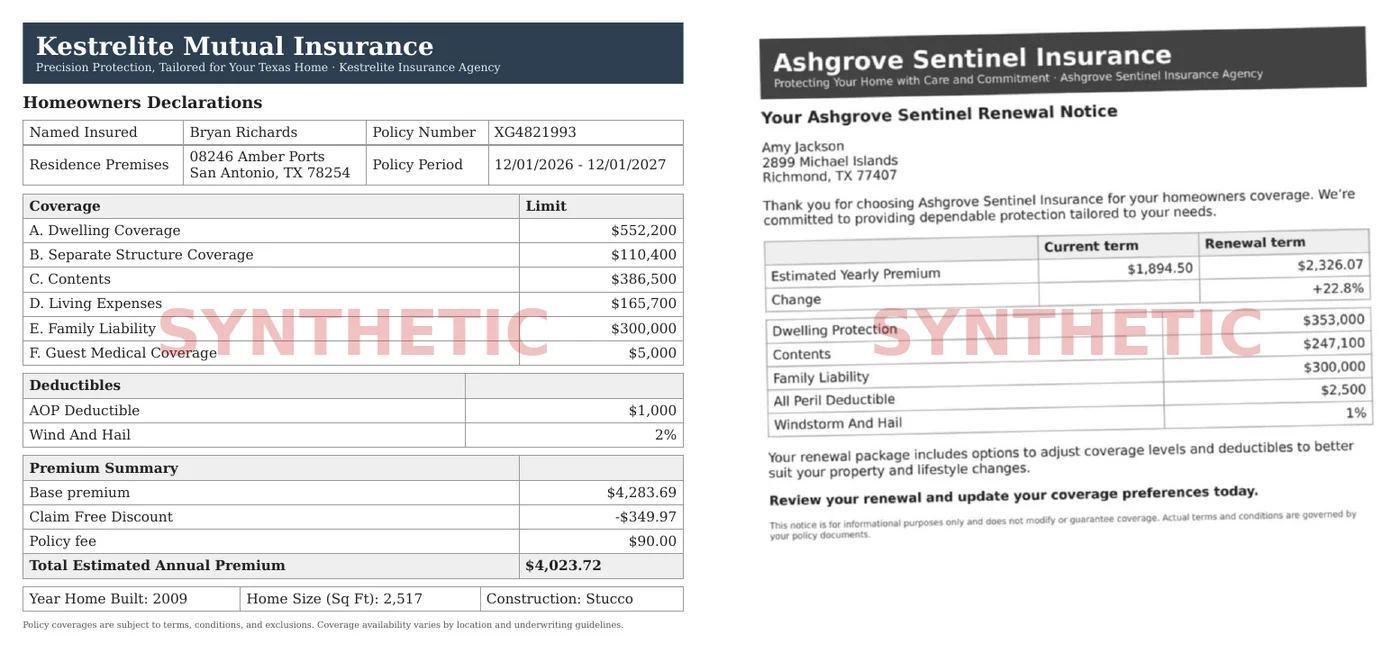 Kestrelite Mutual Insurance
Precision Protection, Tailored for Your Texas Home · Kestrelite Insurance Agency
Homeowners Declarations
Named Insured Bryan Richards Policy Number XG4821993
Residence Premises 08246 Amber Ports
San Antonio, TX 78254 Policy Period 12/01/2026 - 12/01/2027
Coverage Limit
A. Dwelling Coverage $552,200
B. Separate Structure Coverage $110,400
C. Contents $386,500
D. Living Expenses $165,700
E. Family Liability $300,000
F. Guest Medical Coverage $5,000
SYNTHETIC
Deductibles
AOP Deductible $1,000
Wind And Hail 2%
Premium Summary
Base premium $4,283.69
Claim Free Discount -$349.97
Policy fee $90.00
Total Estimated Annual Premium $4,023.72
Year Home Built: 2009 Home Size (Sq Ft): 2,517 Construction: Stucco
Policy coverages are subject to terms, conditions, and exclusions. Coverage availability varies by location and underwriting guidelines.
Ashgrove Sentinel Insurance
Protecting Your Home with Care and Commitment · Ashgrove Sentinel Insurance Agency
Your Ashgrove Sentinel Renewal Notice
Amy Jackson
2899 Michael Islands
Richmond, TX 77407
Thank you for choosing Ashgrove Sentinel Insurance for your homeowners coverage. We’re
committed to providing dependable protection tailored to your needs.
Current term Renewal term
Estimated Yearly Premium $1,894.50 $2,326.07
Change +22.8%
Dwelling Protection $353,000
Contents $247,100
Family Liability $300,000
All Peril Deductible $2,500
Windstorm And Hail 1%
SYNTHETIC
Your renewal package includes options to adjust coverage levels and deductibles to better
suit your property and lifestyle changes.
Review your renewal and update your coverage preferences today.
This notice is for informational purposes only and does not modify or guarantee coverage. Actual terms and conditions are governed by
your policy documents.